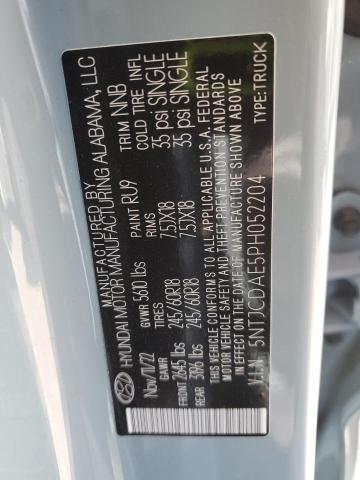 MANUFACTURED BY
HYUNDAI MOTOR MANUFACTURING ALABAMA, LLC
Nov/1/22 GVWR 5610 lbs PAINT RU9 TRIM NNB
GAWR TIRES RIMS COLD TIRE INFL
FRONT 2645 lbs 245/60R18 7.5JX18 35 psi SINGLE
REAR 3196 lbs 245/60R18 7.5JX18 35 psi SINGLE
THIS VEHICLE CONFORMS TO ALL APPLICABLE U.S.A. FEDERAL
MOTOR VEHICLE SAFETY AND THEFT PREVENTION STANDARDS IN
EFFECT ON THE DATE OF MANUFACTURE SHOWN ABOVE.
V.I.N: 5NTJCDAE5PH052204 TYPE:TRUCK